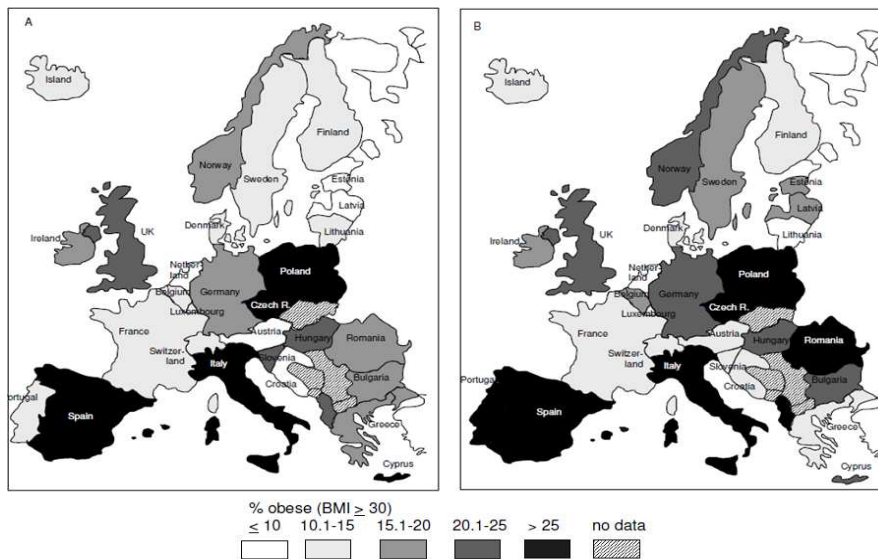 A
Island
Finland
Norway
Sweden
Estonia
Latvia
Denmark
Lithuania
UK
Ireland
Nether-
land
Poland
Belgium
Germany
Czech R.
Luxembourg
Austria
France
Hungary
Switzer-
land
Romania
Italy
Slovenia
Croatia
Bulgaria
Portugal
Spain
Greece
Cyprus
B
Island
Finland
Norway
Sweden
Estonia
Latvia
Denmark
Lithuania
UK
Ireland
Nether-
land
Poland
Belgium
Germany
Czech R.
Luxembourg
Austria
France
Hungary
Switzer-
land
Romania
Italy
Slovenia
Croatia
Bulgaria
Portugal
Spain
Greece
Cyprus
% obese (BMI ≥ 30)
≤ 10 10.1-15 15.1-20 20.1-25 > 25 no data